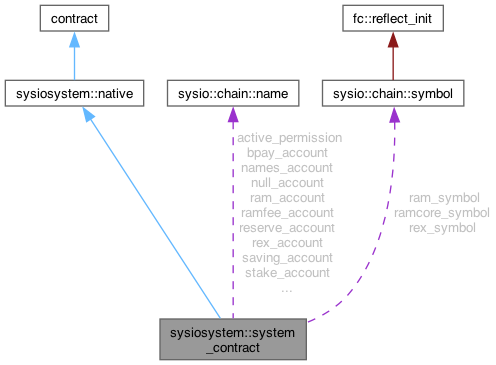 contract
fc::reflect_init
sysiosystem::native
sysio::chain::name
sysio::chain::symbol
active_permission
bpay_account
names_account
null_account
ram_account
ramfee_account
reserve_account
rex_account
saving_account
stake_account
...
ram_symbol
ramcore_symbol
rex_symbol
sysiosystem::system
_contract